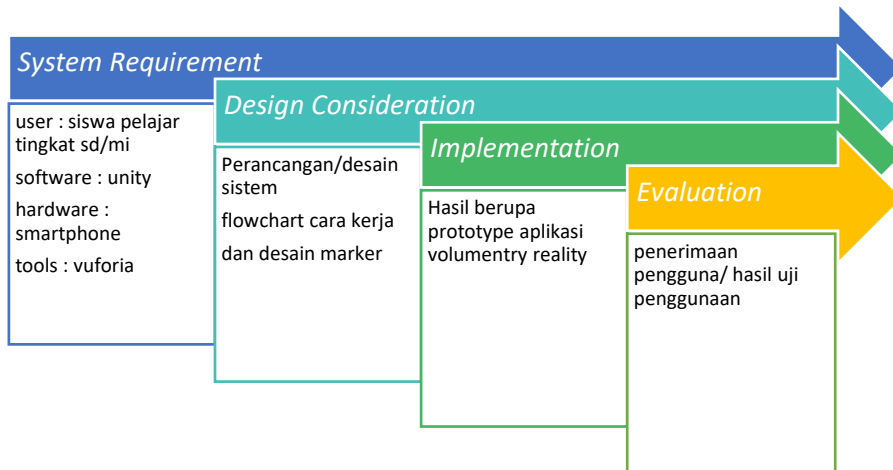 System Requirement
user : siswa pelajar
tingkat sd/mi
software : unity
hardware :
smartphone
tools : vuforia
Design Consideration
Perancangan/desain
sistem
flowchart cara kerja
dan desain marker
Implementation
Hasil berupa
prototype aplikasi
volumentry reality
Evaluation
penerimaan
pengguna/ hasil uji
penggunaan